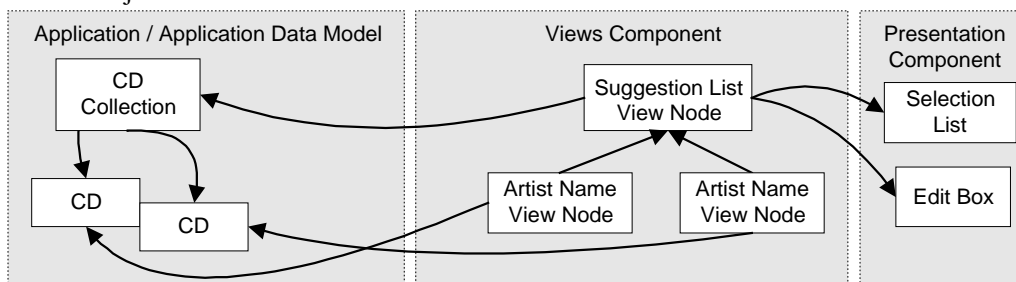 Application / Application Data Model
CD
Collection
CD
CD
Views Component
Suggestion List
View Node
Artist Name
View Node
Artist Name
View Node
Presentation
Component
Selection
List
Edit Box